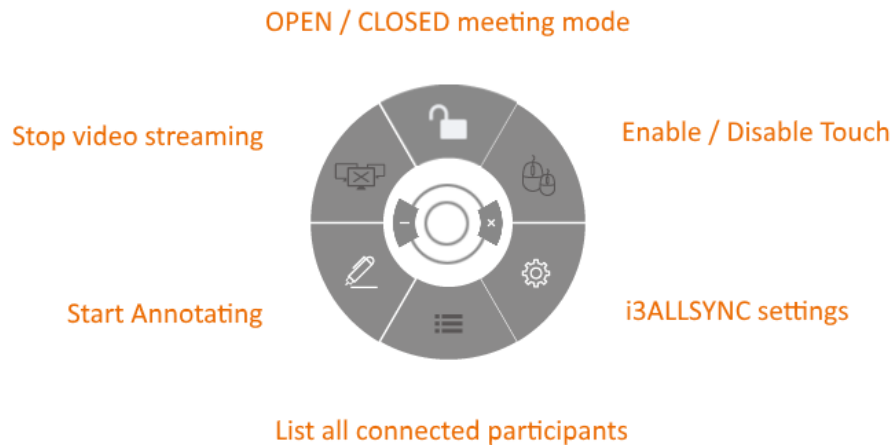 OPEN / CLOSED meeting mode
Stop video streaming
Enable / Disable Touch
Start Annotating
i3ALLSYNC settings
List all connected participants